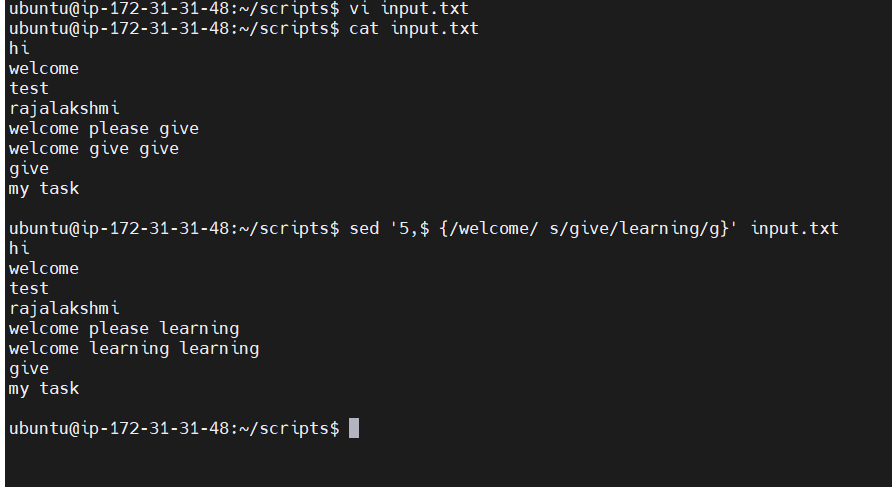 ubuntu@ip-172-31-31-48:~/scripts$ vi input.txt
ubuntu@ip-172-31-31-48:~/scripts$ cat input.txt
hi
welcome
test
rajalakshmi
welcome please give
welcome give give
give
my task
ubuntu@ip-172-31-31-48:~/scripts$ sed '5,$ {/welcome/ s/give/learning/g}' input.txt
hi
welcome
test
rajalakshmi
welcome please learning
welcome learning learning
give
my task
ubuntu@ip-172-31-31-48:~/scripts$